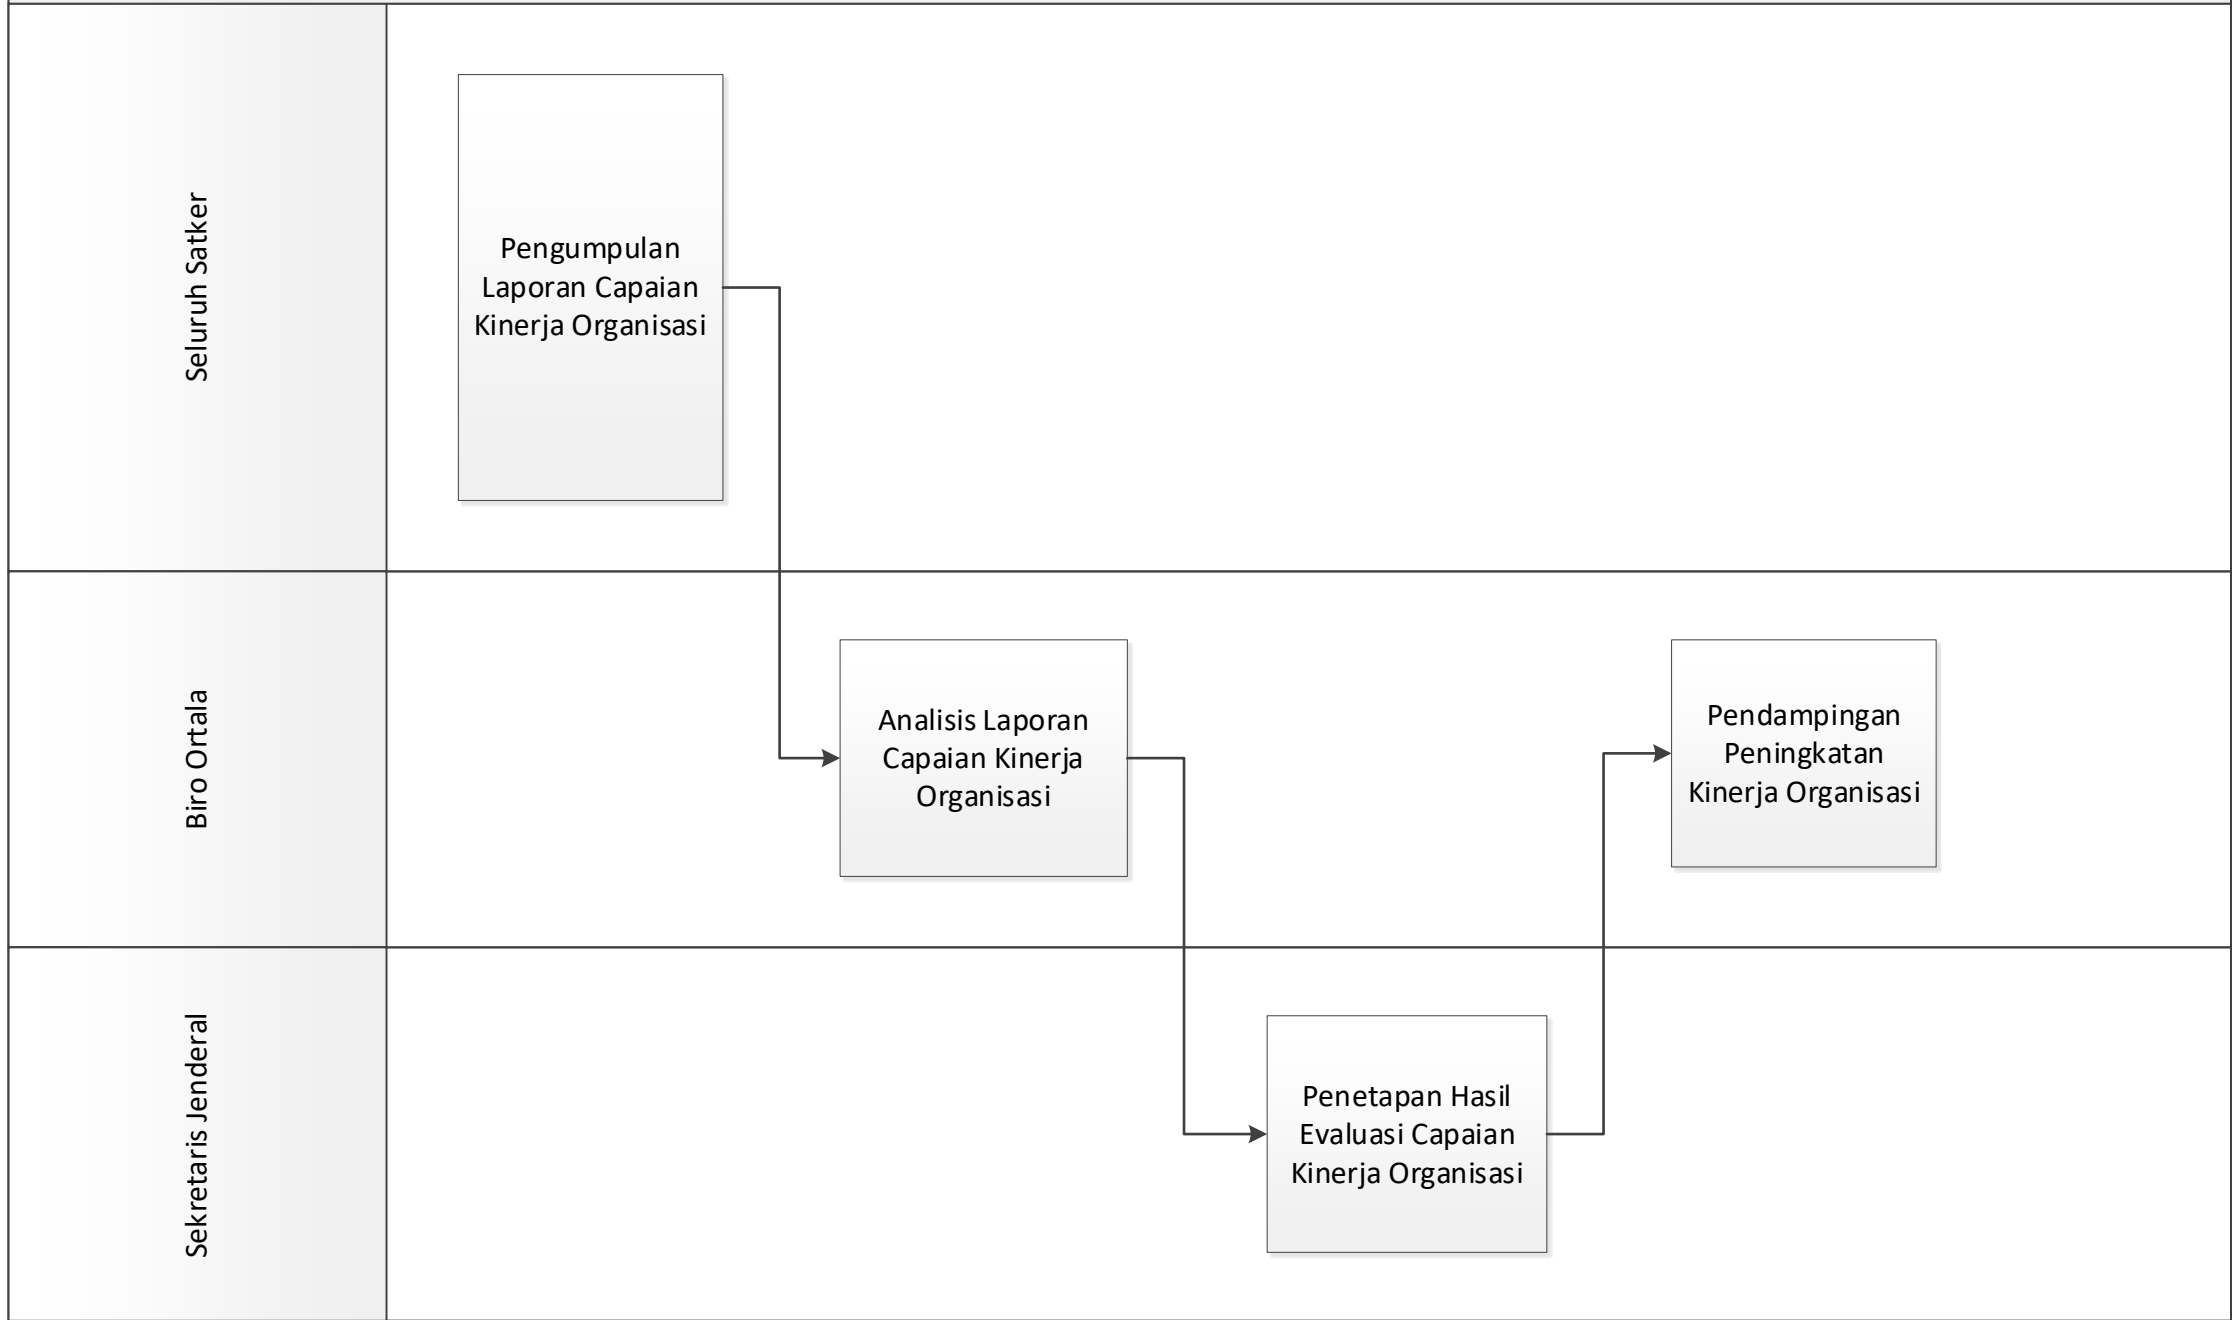 Seluruh Satker
Pengumpulan
Laporan Capaian
Kinerja Organisasi
Biro Ortala
Analisis Laporan
Capaian Kinerja
Organisasi
Pendampingan
Peningkatan
Kinerja Organisasi
Sekretaris Jenderal
Penetapan Hasil
Evaluasi Capaian
Kinerja Organisasi